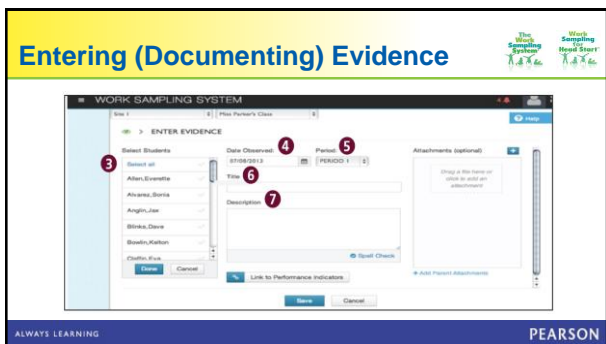 Entering (Documenting) Evidence
The Work Sampling System
Work Sampling for Head Start
WORK SAMPLING SYSTEM
Site 1
Miss Parker's Class
Help
> ENTER EVIDENCE
Select Students
Date Observed: 4
Period: 5
Attachments (optional)
3
Select all
07/08/2013
PERIOD 1
Drag a file here or
click to add an
attachment
Title 6
Allen,Everette
Alvarez,Sonia
Description 7
Anglin,Jae
Blinks,Dave
Bowlin,Kelton
Claffin,Eva
Spell Check
Done
Cancel
Link to Performance Indicators
+ Add Parent Attachments
Save
Cancel
ALWAYS LEARNING
PEARSON